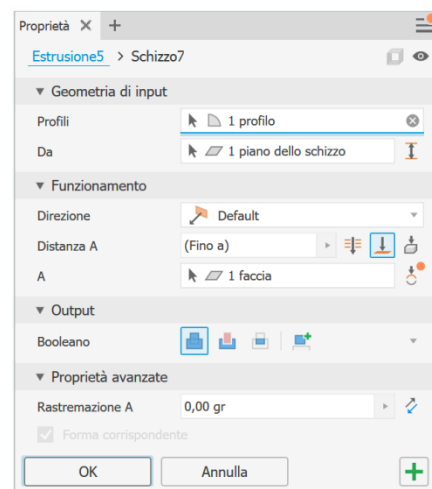 Proprietà × +
Estrusione5 > Schizzo7
Geometria di input
Profili 1 profilo
Da 1 piano dello schizzo
Funzionamento
Direzione Default
Distanza A (Fino a)
A 1 faccia
Output
Booleano
Proprietà avanzate
Rastremazione A 0,00 gr
Forma corrispondente
OK Annulla